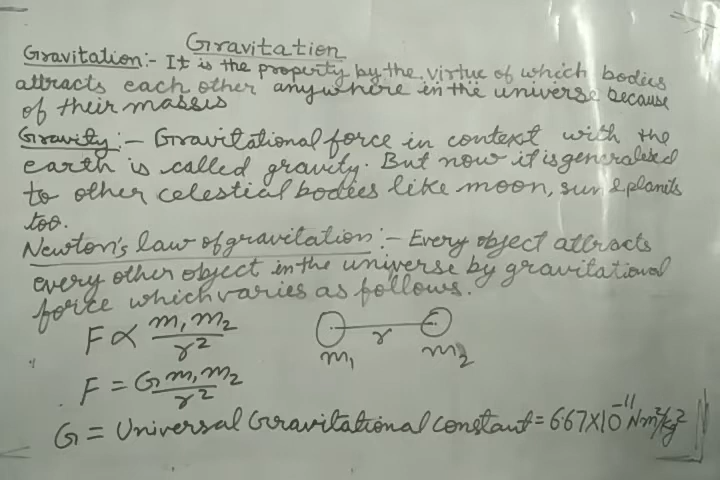 Gravitation
Gravitation:- It is the property by the virtue of which bodies
attracts each other anywhere in the universe because
of their masses
Gravity:- Gravitational force in context with the
earth is called gravity. But now it is generalised
to other celestial bodies like moon, sun & planets
too.
Newton's law of gravitation:- Every object attracts
every other object in the universe by gravitational
force which varies as follows.
F ∝ m₁m₂/r²
r
m₁ m₂
F = G m₁m₂/r²
G = Universal Gravitational constant = 6.67×10⁻¹¹ Nm²/kg²